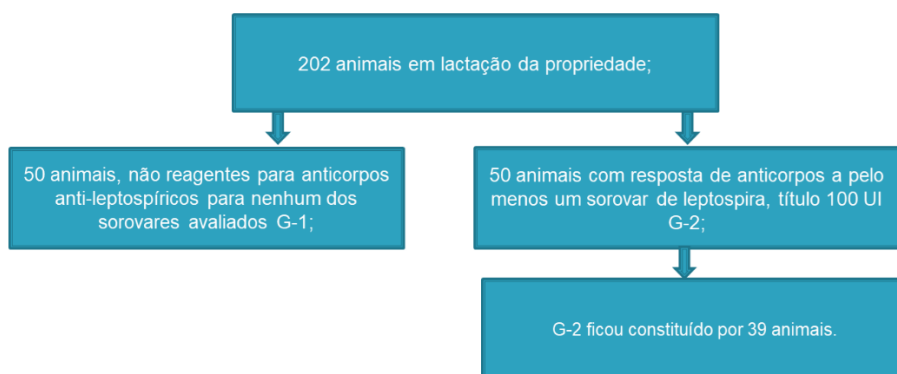 202 animais em lactação da propriedade;
50 animais, não reagentes para anticorpos
anti-leptospíricos para nenhum dos
sorovares avaliados G-1;
50 animais com resposta de anticorpos a pelo
menos um sorovar de leptospira, título 100 UI
G-2;
G-2 ficou constituído por 39 animais.